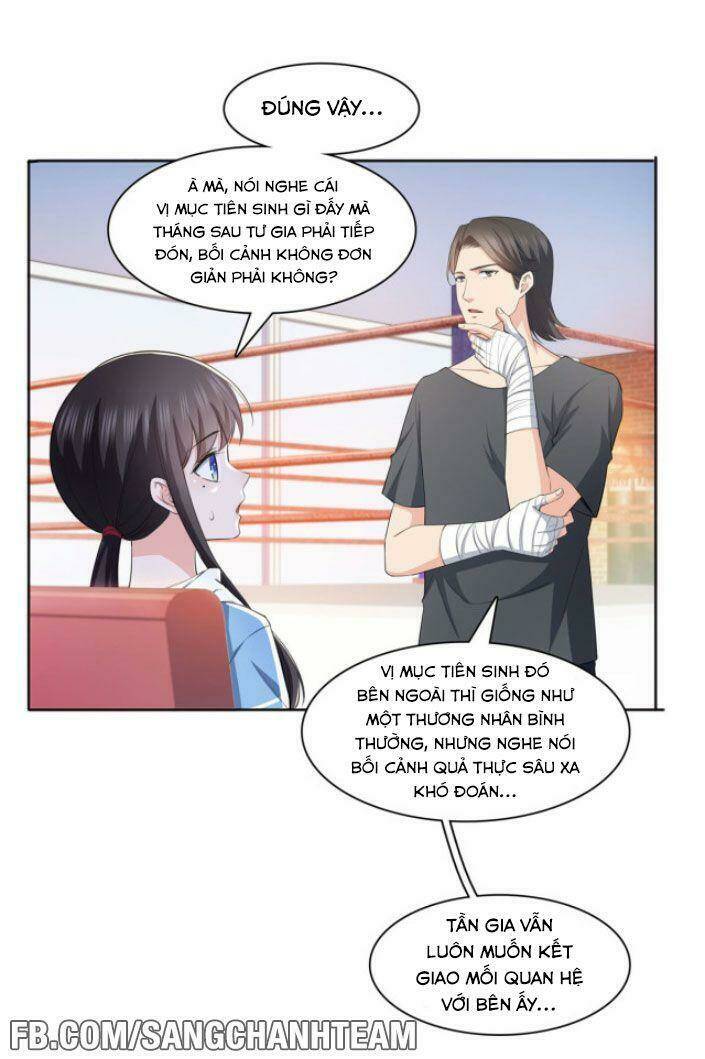 ĐÚNG VẬY...
À MÀ, NÓI NGHE CÁI
VỊ MỤC TIÊN SINH GÌ ĐẤY MÀ
THÁNG SAU TƯ GIA PHẢI TIẾP
ĐÓN, BỐI CẢNH KHÔNG ĐƠN
GIẢN PHẢI KHÔNG?
VỊ MỤC TIÊN SINH ĐÓ
BÊN NGOÀI THÌ GIỐNG NHƯ
MỘT THƯƠNG NHÂN BÌNH
THƯỜNG, NHƯNG NGHE NÓI
BỐI CẢNH QUẢ THỰC SÂU XA
KHÓ ĐOÁN...
TẦN GIA VẪN
LUÔN MUỐN KẾT
GIAO MỐI QUAN HỆ
VỚI BÊN ẤY...
FB.COM/SANGCHANHTEAM